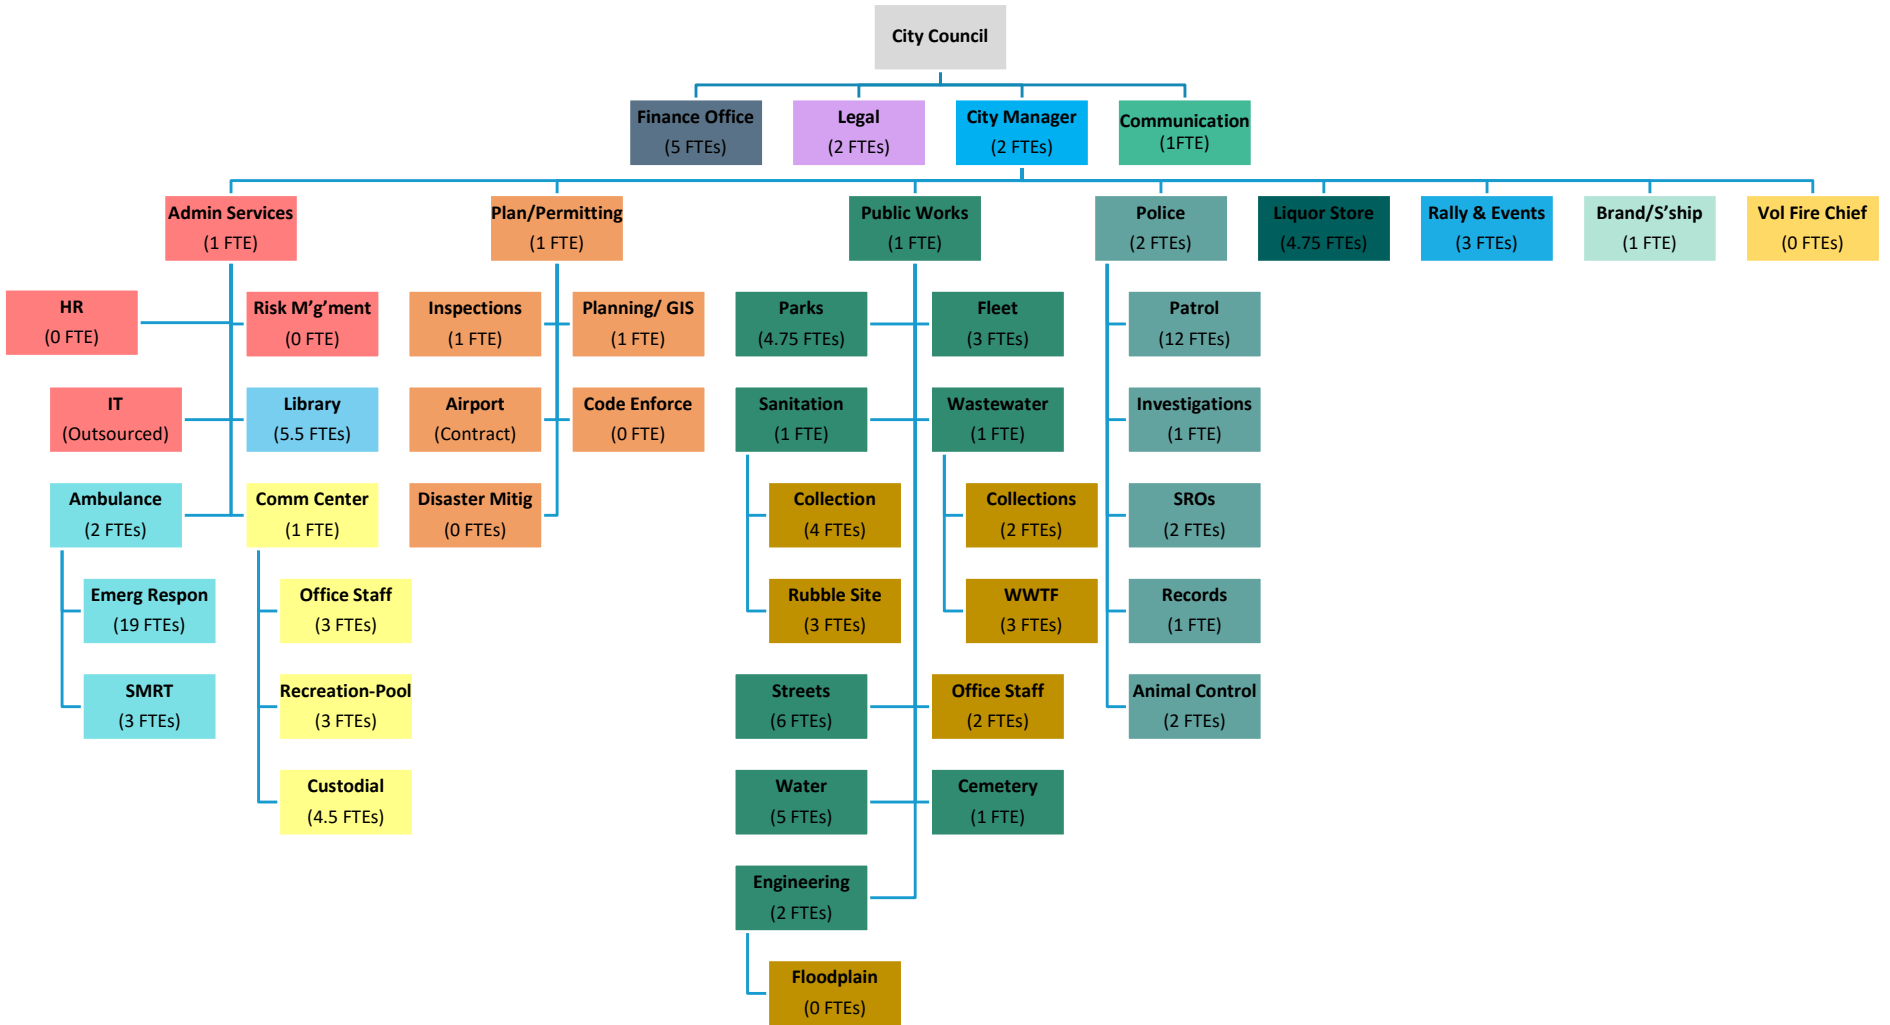 City Council
Finance Office
(5 FTEs)
Legal
(2 FTEs)
City Manager
(2 FTEs)
Communication
(1FTE)
Admin Services
(1 FTE)
Plan/Permitting
(1 FTE)
Public Works
(1 FTE)
Police
(2 FTEs)
Liquor Store
(4.75 FTEs)
Rally & Events
(3 FTEs)
Brand/S’ship
(1 FTE)
Vol Fire Chief
(0 FTEs)
HR
(0 FTE)
Risk M’g’ment
(0 FTE)
Inspections
(1 FTE)
Planning/ GIS
(1 FTE)
Parks
(4.75 FTEs)
Fleet
(3 FTEs)
Patrol
(12 FTEs)
IT
(Outsourced)
Library
(5.5 FTEs)
Airport
(Contract)
Code Enforce
(0 FTE)
Sanitation
(1 FTE)
Wastewater
(1 FTE)
Investigations
(1 FTE)
Ambulance
(2 FTEs)
Comm Center
(1 FTE)
Disaster Mitig
(0 FTEs)
Collection
(4 FTEs)
Collections
(2 FTEs)
SROs
(2 FTEs)
Emerg Respon
(19 FTEs)
Office Staff
(3 FTEs)
Rubble Site
(3 FTEs)
WWTF
(3 FTEs)
Records
(1 FTE)
SMRT
(3 FTEs)
Recreation-Pool
(3 FTEs)
Streets
(6 FTEs)
Office Staff
(2 FTEs)
Animal Control
(2 FTEs)
Custodial
(4.5 FTEs)
Water
(5 FTEs)
Cemetery
(1 FTE)
Engineering
(2 FTEs)
Floodplain
(0 FTEs)